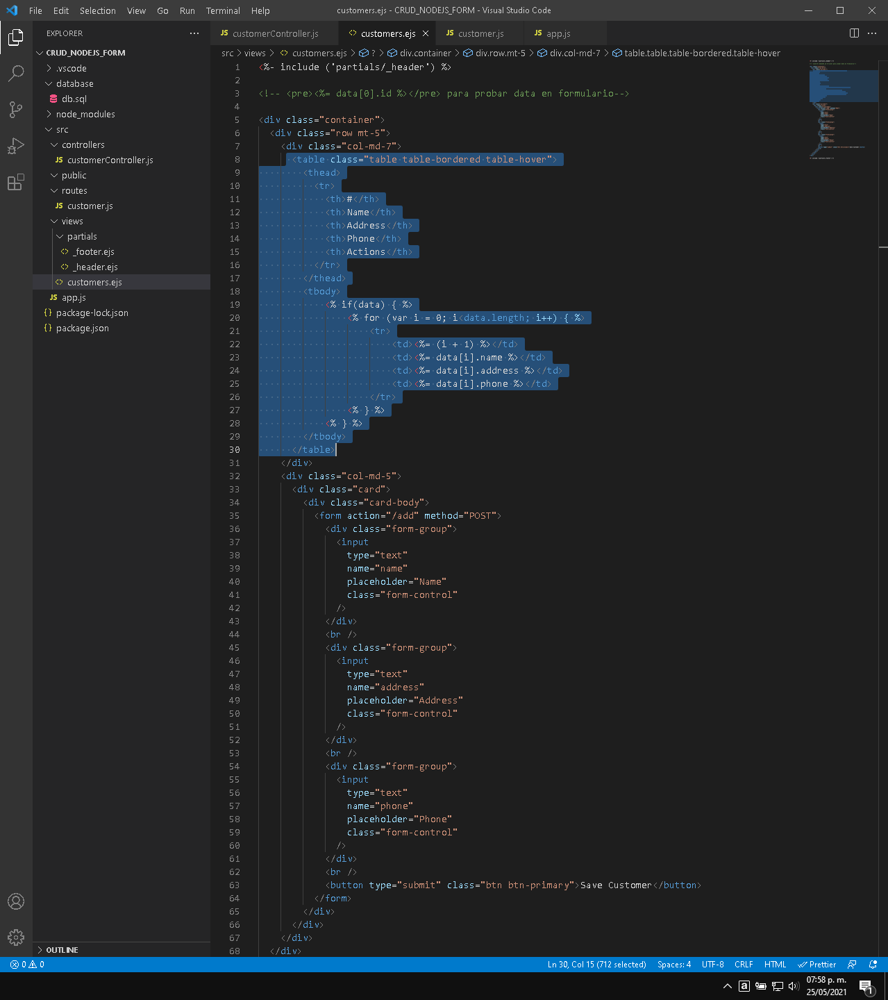 File Edit Selection View Go Run Terminal Help customers.ejs - CRUD_NODEJS_FORM - Visual Studio Code
EXPLORER
CRUD_NODEJS_FORM
.vscode
database
db.sql
node_modules
src
controllers
JS customerController.js
public
routes
JS customer.js
views
partials
<> _footer.ejs
<> _header.ejs
<> customers.ejs
JS app.js
{} package-lock.json
{} package.json
OUTLINE
JS customerController.js <> customers.ejs JS customer.js JS app.js
src > views > <> customers.ejs > ? > div.container > div.row.mt-5 > div.col-md-7 > table.table.table-bordered.table-hover
1 <%- include ('partials/_header') %>
2
3 <!-- <pre><%= data[0].id %></pre> para probar data en formulario-->
4
5 <div class="container">
6 <div class="row mt-5">
7 <div class="col-md-7">
8 <table class="table table-bordered table-hover">
9 <thead>
10 <tr>
11 <th>#</th>
12 <th>Name</th>
13 <th>Address</th>
14 <th>Phone</th>
15 <th>Actions</th>
16 </tr>
17 </thead>
18 <tbody>
19 <% if(data) { %>
20 <% for (var i = 0; i<data.length; i++) { %>
21 <tr>
22 <td><%= (i + 1) %></td>
23 <td><%= data[i].name %></td>
24 <td><%= data[i].address %></td>
25 <td><%= data[i].phone %></td>
26 </tr>
27 <% } %>
28 <% } %>
29 </tbody>
30 </table>
31 </div>
32 <div class="col-md-5">
33 <div class="card">
34 <div class="card-body">
35 <form action="/add" method="POST">
36 <div class="form-group">
37 <input
38 type="text"
39 name="name"
40 placeholder="Name"
41 class="form-control"
42 />
43 </div>
44 <br />
45 <div class="form-group">
46 <input
47 type="text"
48 name="address"
49 placeholder="Address"
50 class="form-control"
51 />
52 </div>
53 <br />
54 <div class="form-group">
55 <input
56 type="text"
57 name="phone"
58 placeholder="Phone"
59 class="form-control"
60 />
61 </div>
62 <br />
63 <button type="submit" class="btn btn-primary">Save Customer</button>
64 </form>
65 </div>
66 </div>
67 </div>
68 </div>
0 0 Ln 30, Col 15 (712 selected) Spaces: 4 UTF-8 CRLF HTML Prettier
a 07:58 p. m.
25/05/2021 1